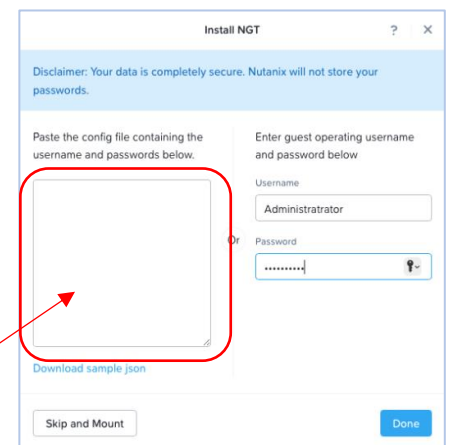 Install NGT ?
Disclaimer: Your data is completely secure. Nutanix will not store your
passwords.
Paste the config file containing the
username and passwords below.
Or
Enter guest operating username
and password below
Username
Administratrator
Password
••••••••••
Download sample json
Skip and Mount
Done